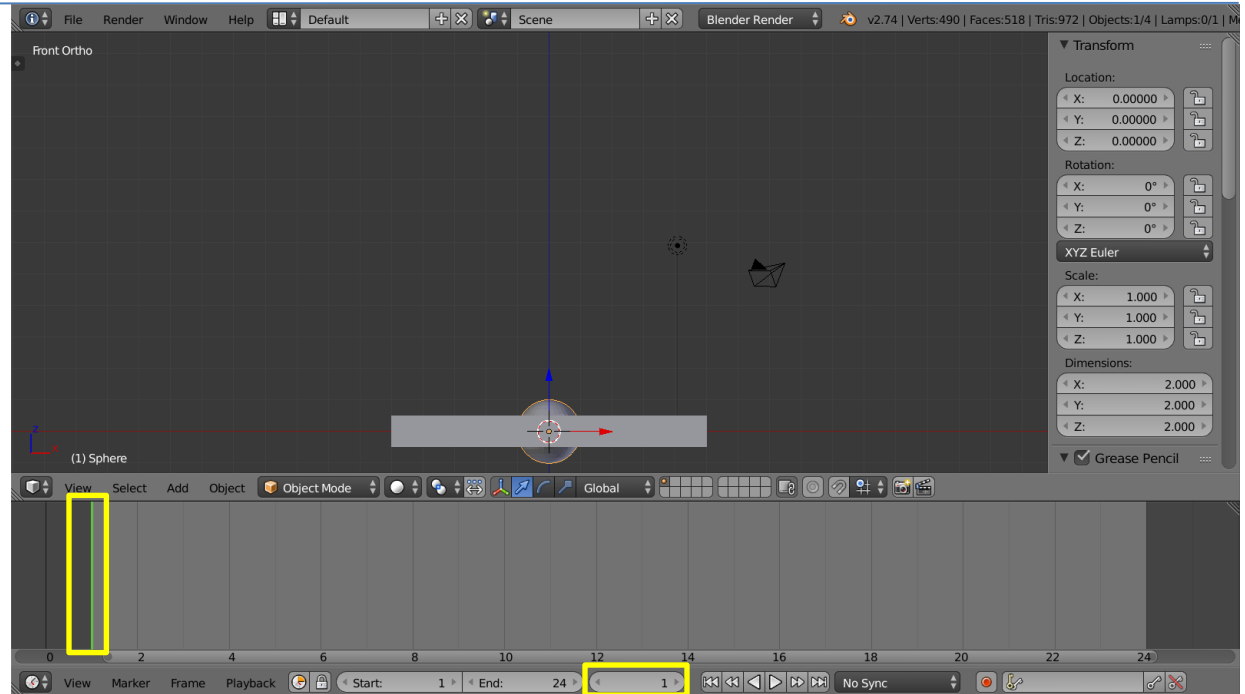 File Render Window Help Default Scene Blender Render v2.74 | Verts:490 | Faces:518 | Tris:972 | Objects:1/4 | Lamps:0/1 |
Front Ortho
Transform
Location:
X: 0.00000
Y: 0.00000
Z: 0.00000
Rotation:
X: 0°
Y: 0°
Z: 0°
XYZ Euler
Scale:
X: 1.000
Y: 1.000
Z: 1.000
Dimensions:
X: 2.000
Y: 2.000
Z: 2.000
Grease Pencil
z
x
(1) Sphere
View Select Add Object Object Mode Global
0 2 4 6 8 10 12 14 16 18 20 22 24
View Marker Frame Playback Start: 1 End: 24 1 No Sync